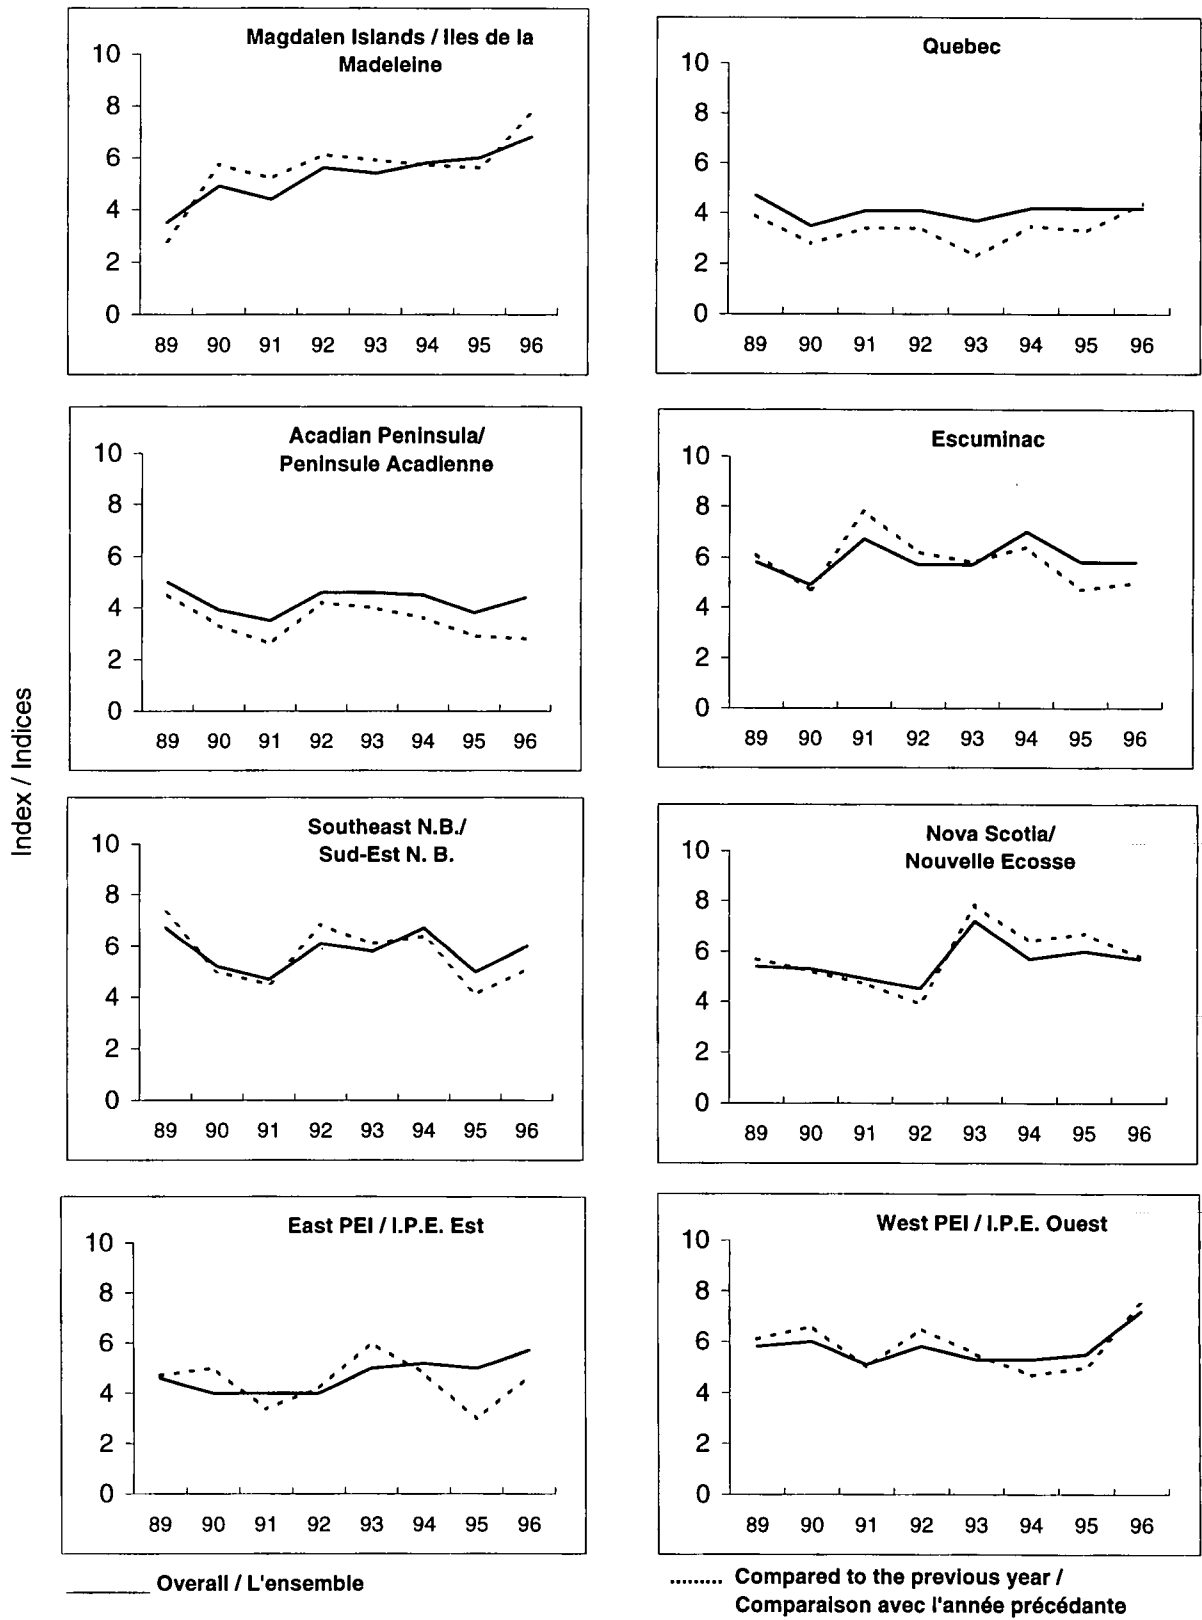 Index / Indices
Magdalen Islands / Iles de la
Madeleine
10
8
6
4
2
0
89 90 91 92 93 94 95 96
Quebec
10
8
6
4
2
0
89 90 91 92 93 94 95 96
Acadian Peninsula/
Peninsule Acadienne
10
8
6
4
2
0
89 90 91 92 93 94 95 96
Escuminac
10
8
6
4
2
0
89 90 91 92 93 94 95 96
Southeast N.B./
Sud-Est N. B.
10
8
6
4
2
0
89 90 91 92 93 94 95 96
Nova Scotia/
Nouvelle Ecosse
10
8
6
4
2
0
89 90 91 92 93 94 95 96
East PEI / I.P.E. Est
10
8
6
4
2
0
89 90 91 92 93 94 95 96
West PEI / I.P.E. Ouest
10
8
6
4
2
0
89 90 91 92 93 94 95 96
Overall / L'ensemble
Compared to the previous year /
Comparaison avec l'année précédante